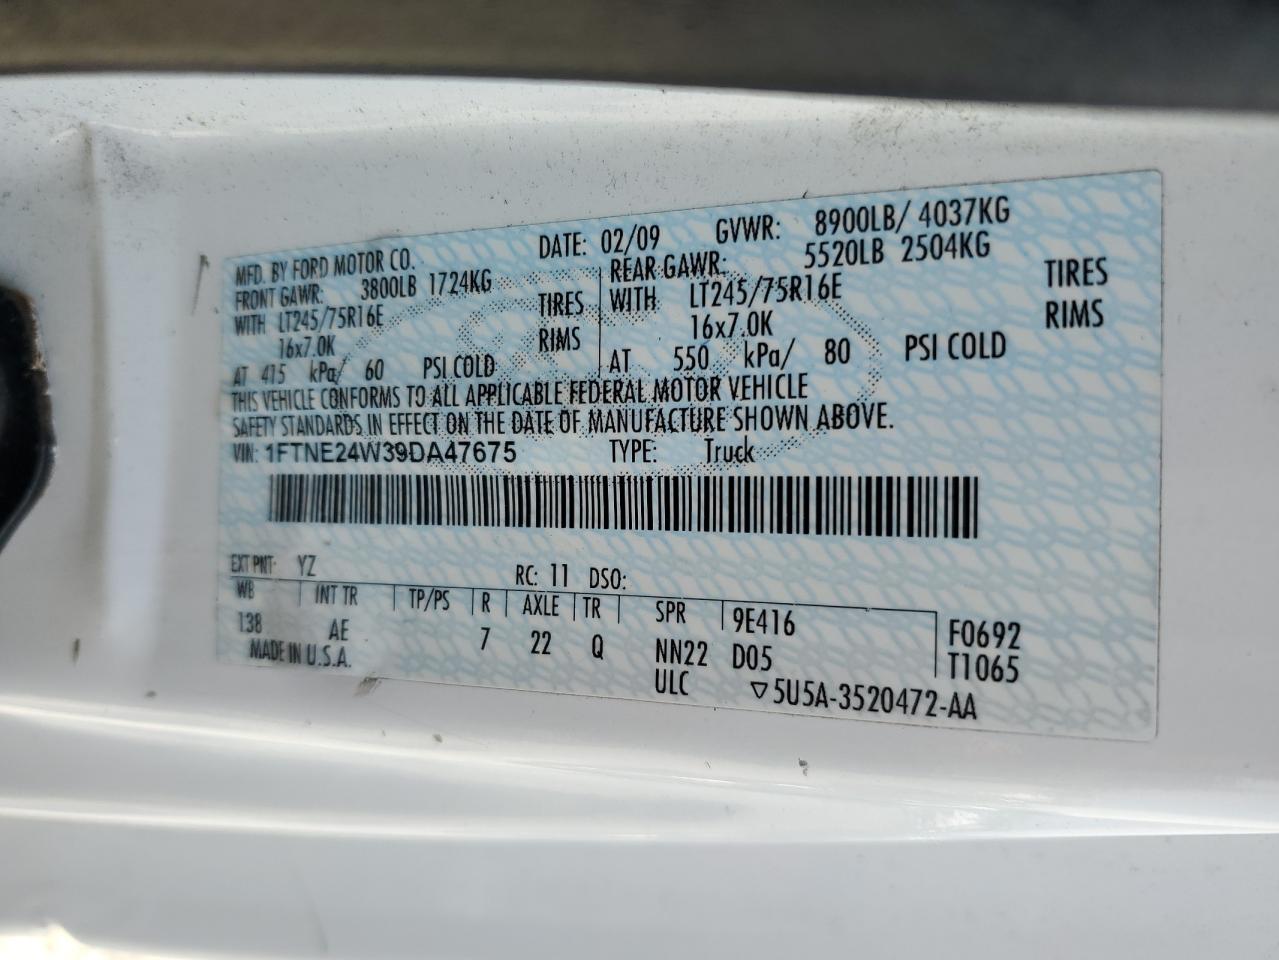 MFD. BY FORD MOTOR CO. DATE: 02/09 GVWR: 8900LB/ 4037KG
FRONT GAWR: 3800LB 1724KG REAR GAWR: 5520LB 2504KG
WITH LT245/75R16E TIRES WITH LT245/75R16E TIRES
16x7.0K RIMS 16x7.0K RIMS
AT 415 kPa/ 60 PSI COLD AT 550 kPa/ 80 PSI COLD
THIS VEHICLE CONFORMS TO ALL APPLICABLE FEDERAL MOTOR VEHICLE
SAFETY STANDARDS IN EFFECT ON THE DATE OF MANUFACTURE SHOWN ABOVE.
VIN: 1FTNE24W39DA47675 TYPE: Truck
EXT PNT: YZ RC: 11 DSO:
WB INT TR TP/PS R AXLE TR SPR 9E416 F0692
138 AE 7 22 Q NN22 D05 T1065
MADE IN U.S.A. ULC ▽5U5A-3520472-AA